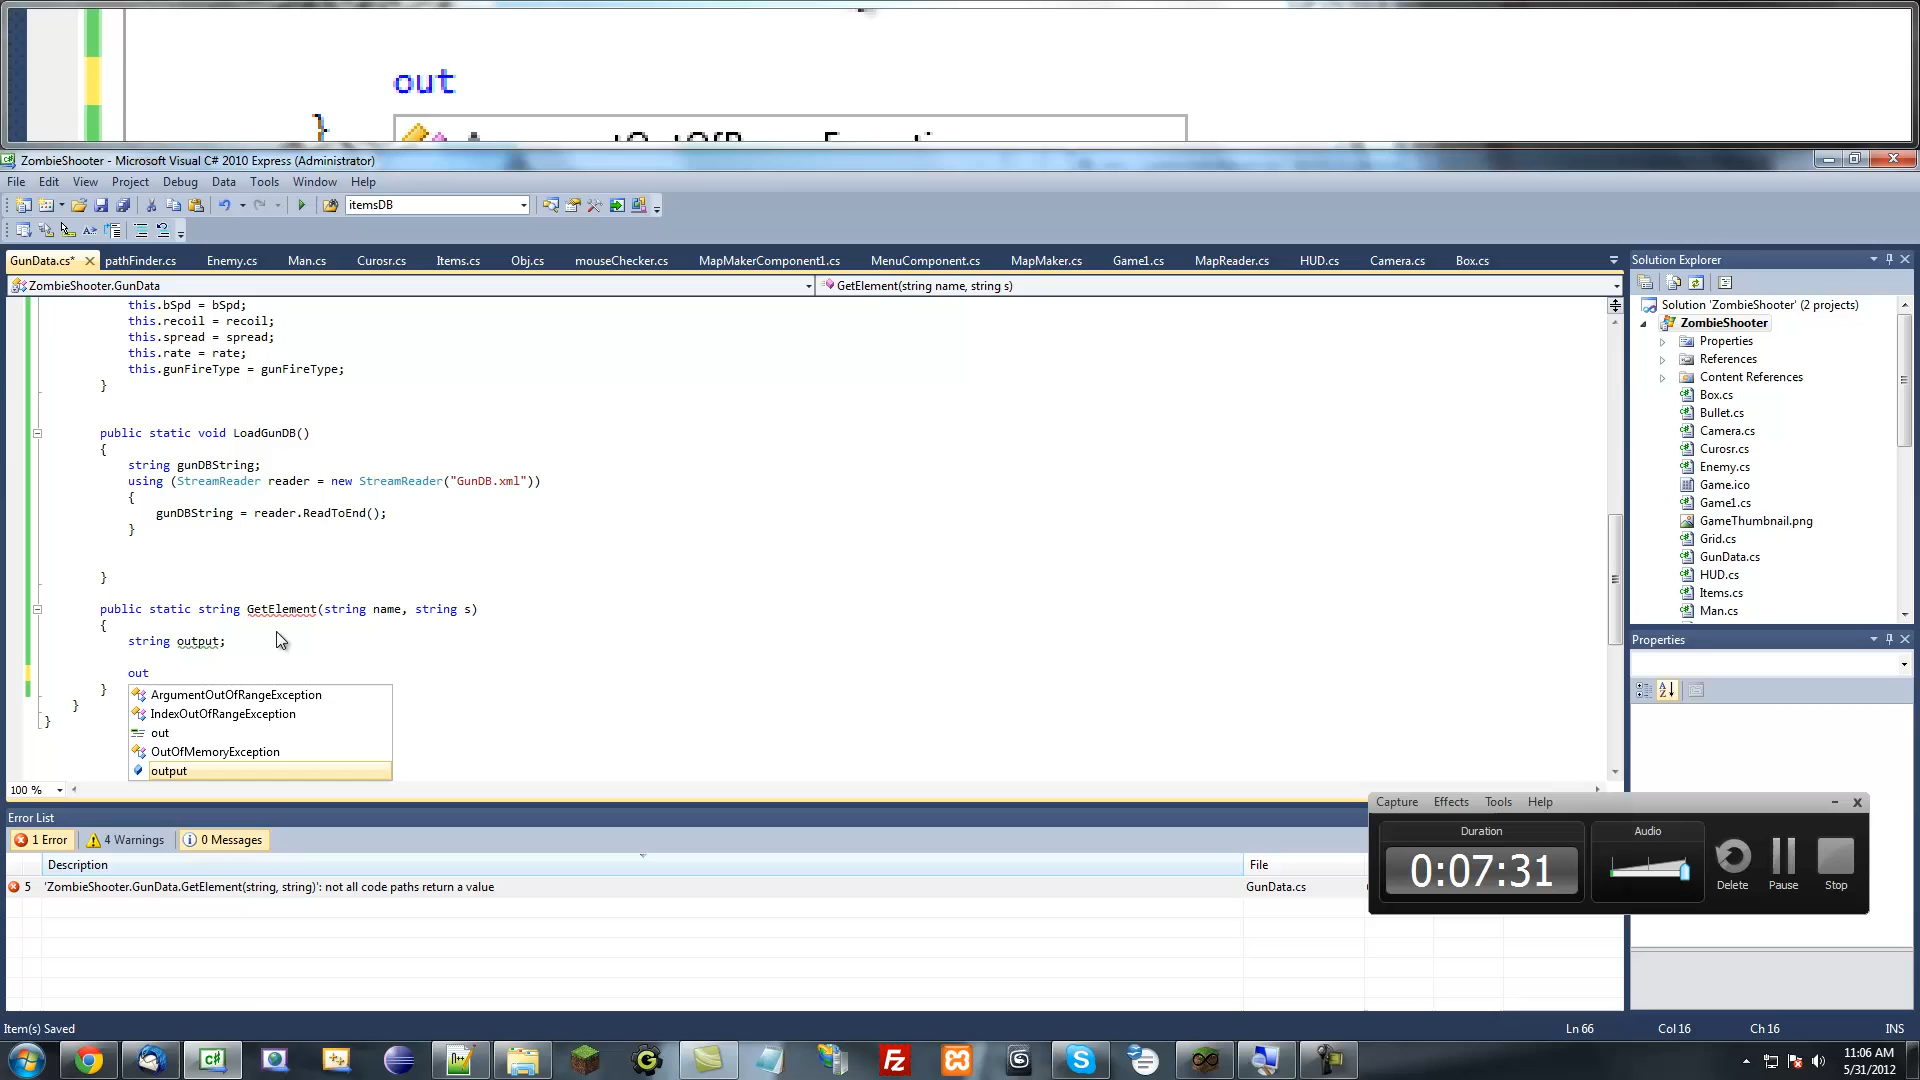 out
}
ZombieShooter - Microsoft Visual C# 2010 Express (Administrator)
File Edit View Project Debug Data Tools Window Help
itemsDB
GunData.cs* pathFinder.cs Enemy.cs Man.cs Curosr.cs Items.cs Obj.cs mouseChecker.cs MapMakerComponent1.cs MenuComponent.cs MapMaker.cs Game1.cs MapReader.cs HUD.cs Camera.cs Box.cs
ZombieShooter.GunData GetElement(string name, string s)
this.bSpd = bSpd;
this.recoil = recoil;
this.spread = spread;
this.rate = rate;
this.gunFireType = gunFireType;
}
public static void LoadGunDB()
{
string gunDBString;
using (StreamReader reader = new StreamReader("GunDB.xml"))
{
gunDBString = reader.ReadToEnd();
}
}
public static string GetElement(string name, string s)
{
string output;
out
}
}
}
ArgumentOutOfRangeException
IndexOutOfRangeException
out
OutOfMemoryException
output
100 %
Solution Explorer
Solution 'ZombieShooter' (2 projects)
ZombieShooter
Properties
References
Content References
Box.cs
Bullet.cs
Camera.cs
Curosr.cs
Enemy.cs
Game.ico
Game1.cs
GameThumbnail.png
Grid.cs
GunData.cs
HUD.cs
Items.cs
Man.cs
Properties
Error List
1 Error 4 Warnings 0 Messages
Description File
5 'ZombieShooter.GunData.GetElement(string, string)': not all code paths return a value GunData.cs
Capture Effects Tools Help
Duration Audio
0:07:31
Delete Pause Stop
Item(s) Saved Ln 66 Col 16 Ch 16 INS
11:06 AM
5/31/2012